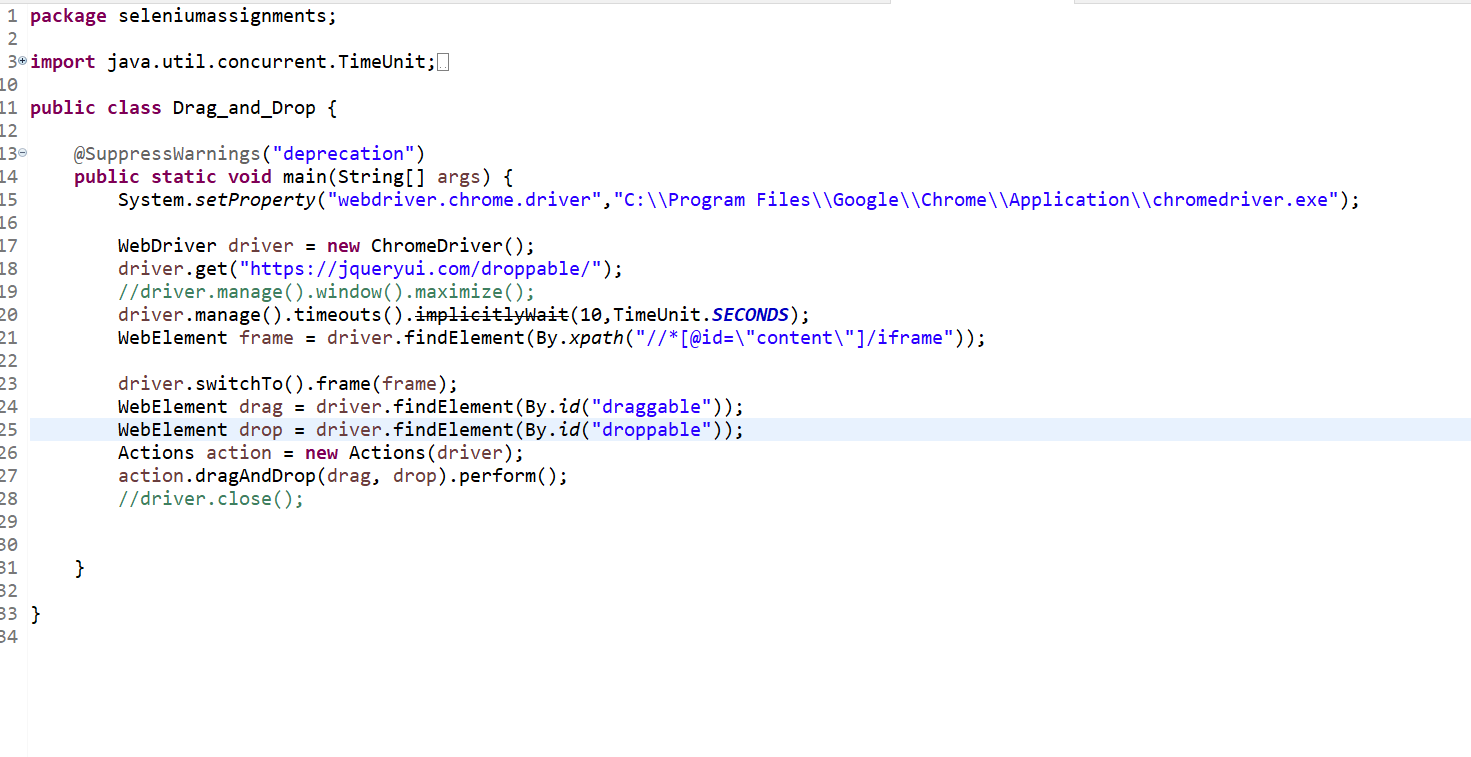 1 package seleniumassignments;
2
3 import java.util.concurrent.TimeUnit;
10
11 public class Drag_and_Drop {
12
13 @SuppressWarnings("deprecation")
14 public static void main(String[] args) {
15 System.setProperty("webdriver.chrome.driver","C:\\Program Files\\Google\\Chrome\\Application\\chromedriver.exe");
16
17 WebDriver driver = new ChromeDriver();
18 driver.get("https://jqueryui.com/droppable/");
19 //driver.manage().window().maximize();
20 driver.manage().timeouts().implicitlyWait(10,TimeUnit.SECONDS);
21 WebElement frame = driver.findElement(By.xpath("//*[@id=\"content\"]/iframe"));
22
23 driver.switchTo().frame(frame);
24 WebElement drag = driver.findElement(By.id("draggable"));
25 WebElement drop = driver.findElement(By.id("droppable"));
26 Actions action = new Actions(driver);
27 action.dragAndDrop(drag, drop).perform();
28 //driver.close();
29
30
31 }
32
33 }
34